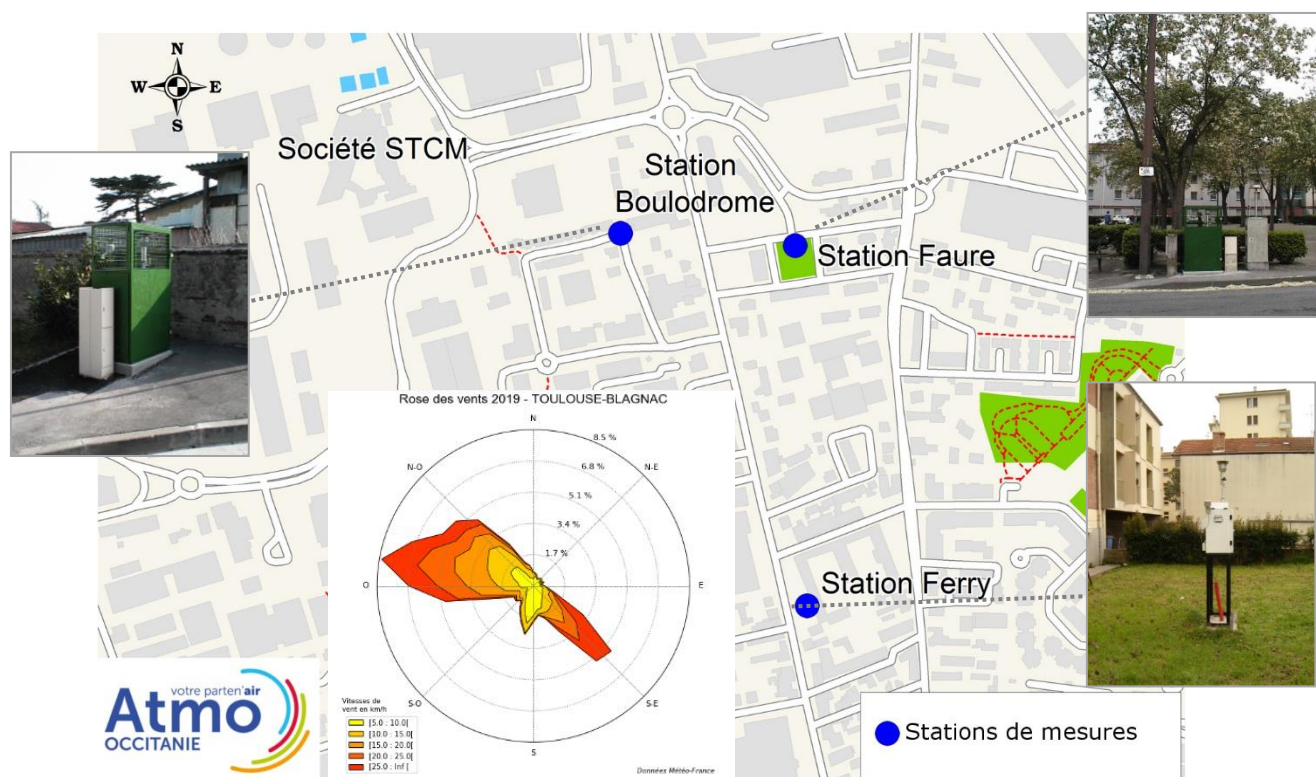 N
W
E
S
Société STCM
Station
Boulodrome
Station Faure
Station Ferry
Rose des vents 2019 - TOULOUSE-BLAGNAC
N
8.5 %
N-O
N-E
6.8 %
5.1 %
3.4 %
1.7 %
O
E
S-O
S-E
S
Vitesses de
vent en km/h
[5.0 : 10.0[
[10.0 : 15.0[
[15.0 : 20.0[
[20.0 : 25.0[
[25.0 : Inf [
Données Météo-France
votre parten'air
Atmo
OCCITANIE
Stations de mesures